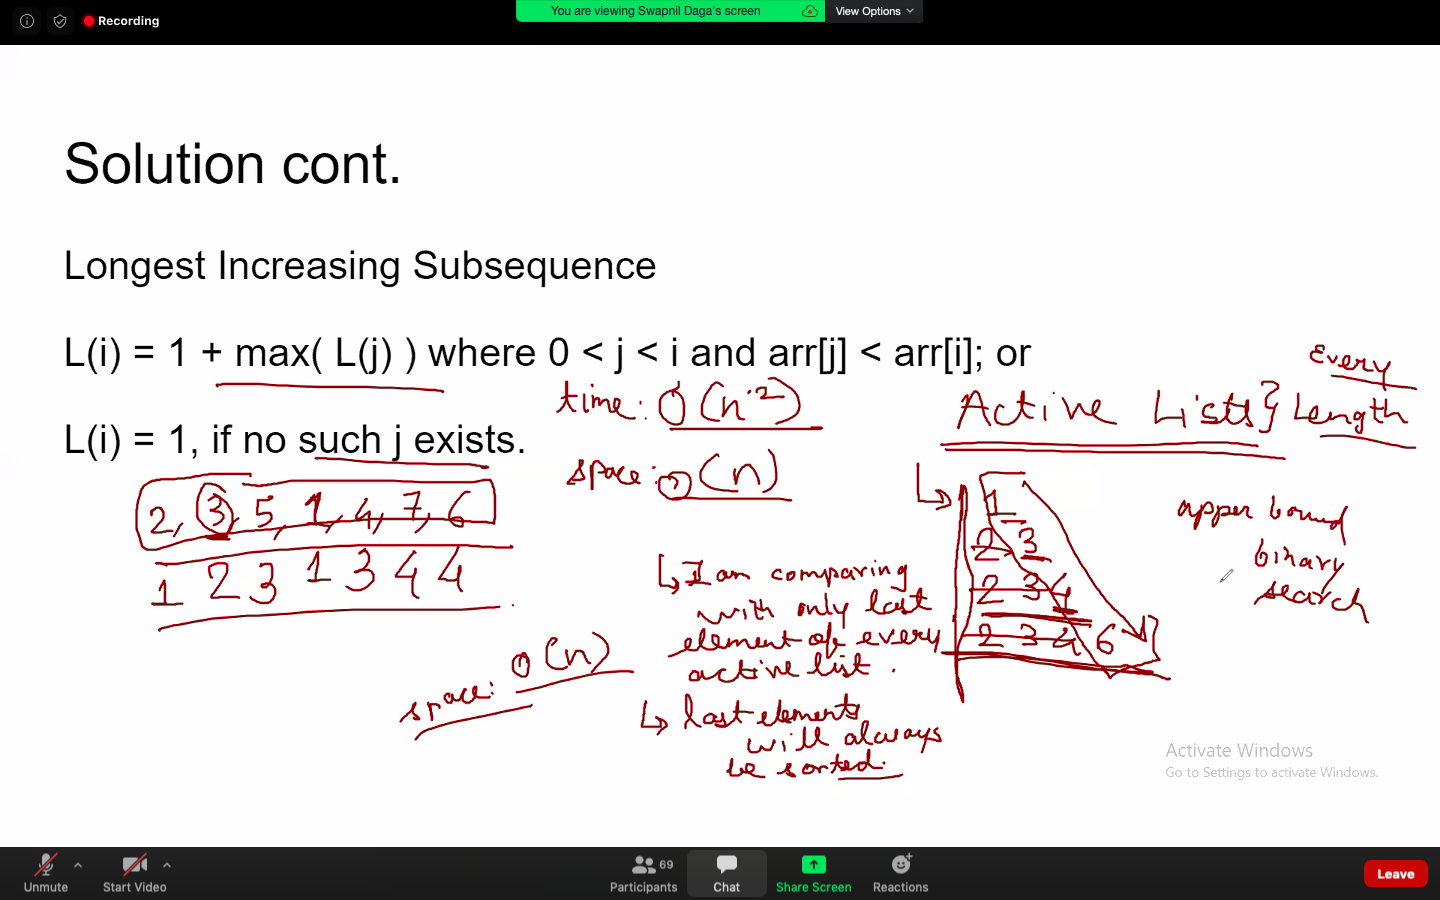 Recording
You are viewing Swapnil Daga's screen
View Options
Solution cont.
Longest Increasing Subsequence
L(i) = 1 + max( L(j) ) where 0 < j < i and arr[j] < arr[i]; or
Every
time: O(n^2)
Active Lists} Length
L(i) = 1, if no such j exists.
space: O(n)
2, 3, 5, 1, 4, 7, 6
1 2 3 1 3 4 4
1
2 3
2 3 4
2 3 4 6
upper bound
binary
search
↳ I am comparing
with only last
element of every
active list.
space: O(n)
↳ last elements
will always
be sorted.
Activate Windows
Go to Settings to activate Windows.
Unmute
Start Video
69
Participants
Chat
Share Screen
Reactions
Leave